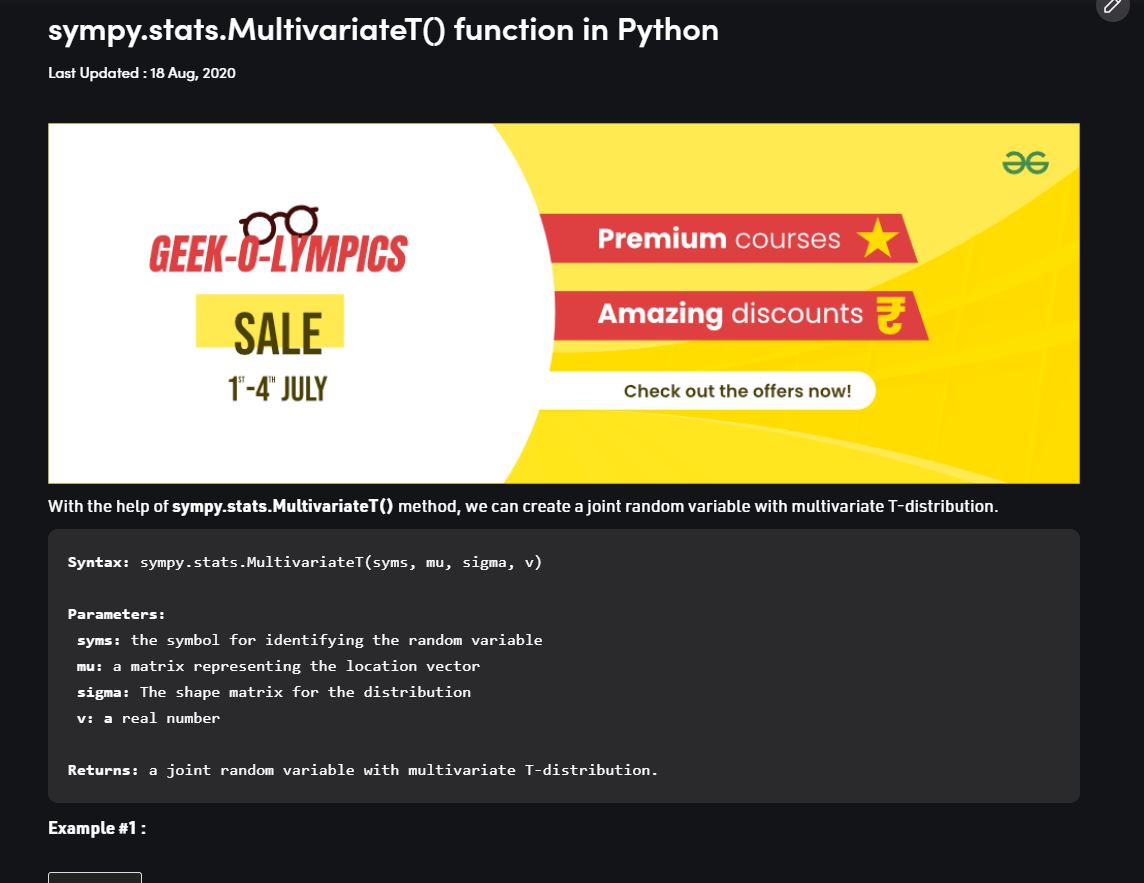 sympy.stats.MultivariateT() function in Python
Last Updated : 18 Aug, 2020
GEEK-O-LYMPICS
SALE
1ST-4TH JULY
Premium courses
Amazing discounts
Check out the offers now!
With the help of sympy.stats.MultivariateT() method, we can create a joint random variable with multivariate T-distribution.
Syntax: sympy.stats.MultivariateT(syms, mu, sigma, v)
Parameters:
syms: the symbol for identifying the random variable
mu: a matrix representing the location vector
sigma: The shape matrix for the distribution
v: a real number
Returns: a joint random variable with multivariate T-distribution.
Example #1 :